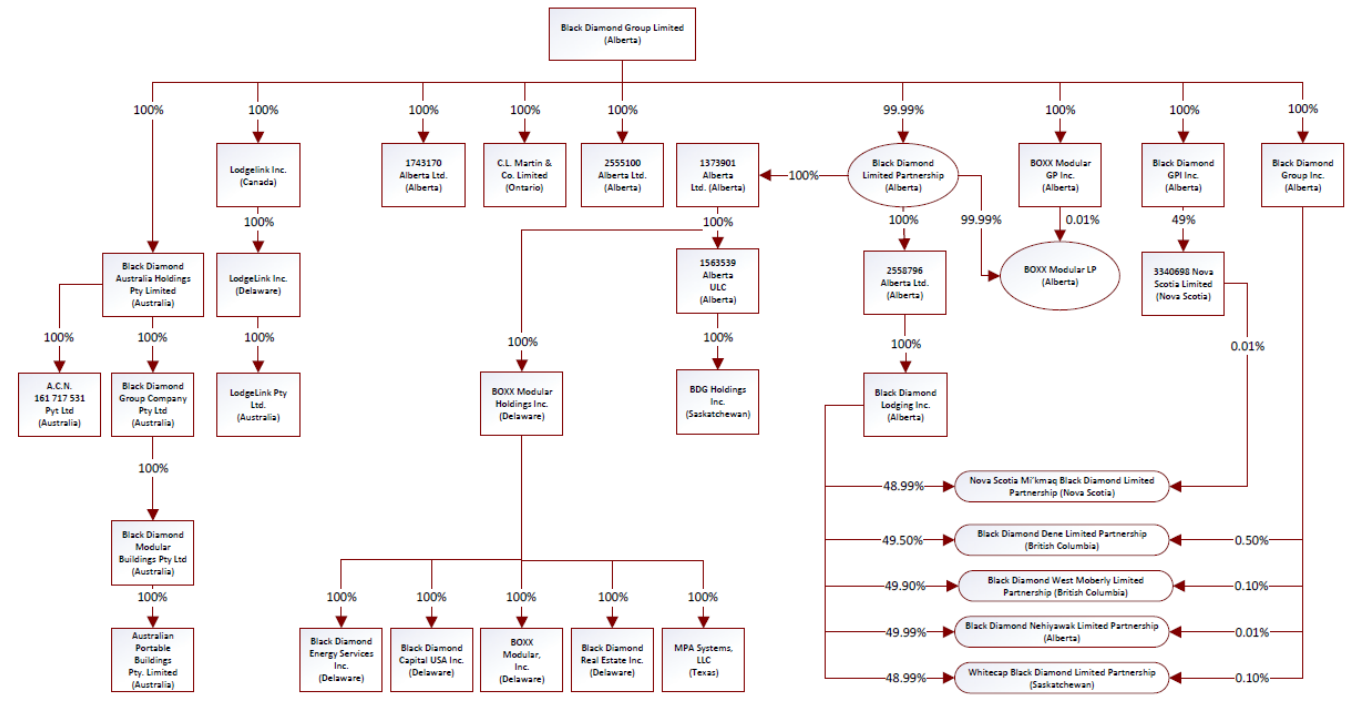 Black Diamond Group Limited
(Alberta)
100%
100%
100%
100%
100%
99.99%
100%
100%
100%
Lodgelink Inc.
(Canada)
1743170
Alberta Ltd.
(Alberta)
C.L. Martin &
Co. Limited
(Ontario)
2555100
Alberta Ltd.
(Alberta)
1373901
Alberta
Ltd. (Alberta)
100%
Black Diamond
Limited Partnership
(Alberta)
BOXX Modular
GP Inc.
(Alberta)
Black Diamond
GPI Inc.
(Alberta)
Black Diamond
Group Inc.
(Alberta)
100%
100%
100%
99.99%
0.01%
49%
Black Diamond
Australia Holdings
Pty Limited
(Australia)
LodgeLink Inc.
(Delaware)
1563539
Alberta
ULC
(Alberta)
2558796
Alberta Ltd.
(Alberta)
BOXX Modular LP
(Alberta)
3340698 Nova
Scotia Limited
(Nova Scotia)
100%
100%
100%
100%
100%
100%
0.01%
A.C.N.
161 717 531
Pyt Ltd
(Australia)
Black Diamond
Group Company
Pty Ltd
(Australia)
LodgeLink Pty
Ltd.
(Australia)
BOXX Modular
Holdings Inc.
(Delaware)
BDG Holdings
Inc.
(Saskatchewan)
Black Diamond
Lodging Inc.
(Alberta)
100%
48.99%
Nova Scotia Mi'kmaq Black Diamond Limited
Partnership (Nova Scotia)
Black Diamond
Modular
Buildings Pty Ltd
(Australia)
49.50%
Black Diamond Dene Limited Partnership
(British Columbia)
0.50%
49.90%
Black Diamond West Moberly Limited
Partnership (British Columbia)
0.10%
100%
100%
100%
100%
100%
100%
Australian
Portable
Buildings
Pty. Limited
(Australia)
Black Diamond
Energy Services
Inc.
(Delaware)
Black Diamond
Capital USA Inc.
(Delaware)
BOXX
Modular,
Inc.
(Delaware)
Black Diamond
Real Estate Inc.
(Delaware)
MPA Systems,
LLC
(Texas)
49.99%
Black Diamond Nehiyawak Limited Partnership
(Alberta)
0.01%
48.99%
Whitecap Black Diamond Limited Partnership
(Saskatchewan)
0.10%